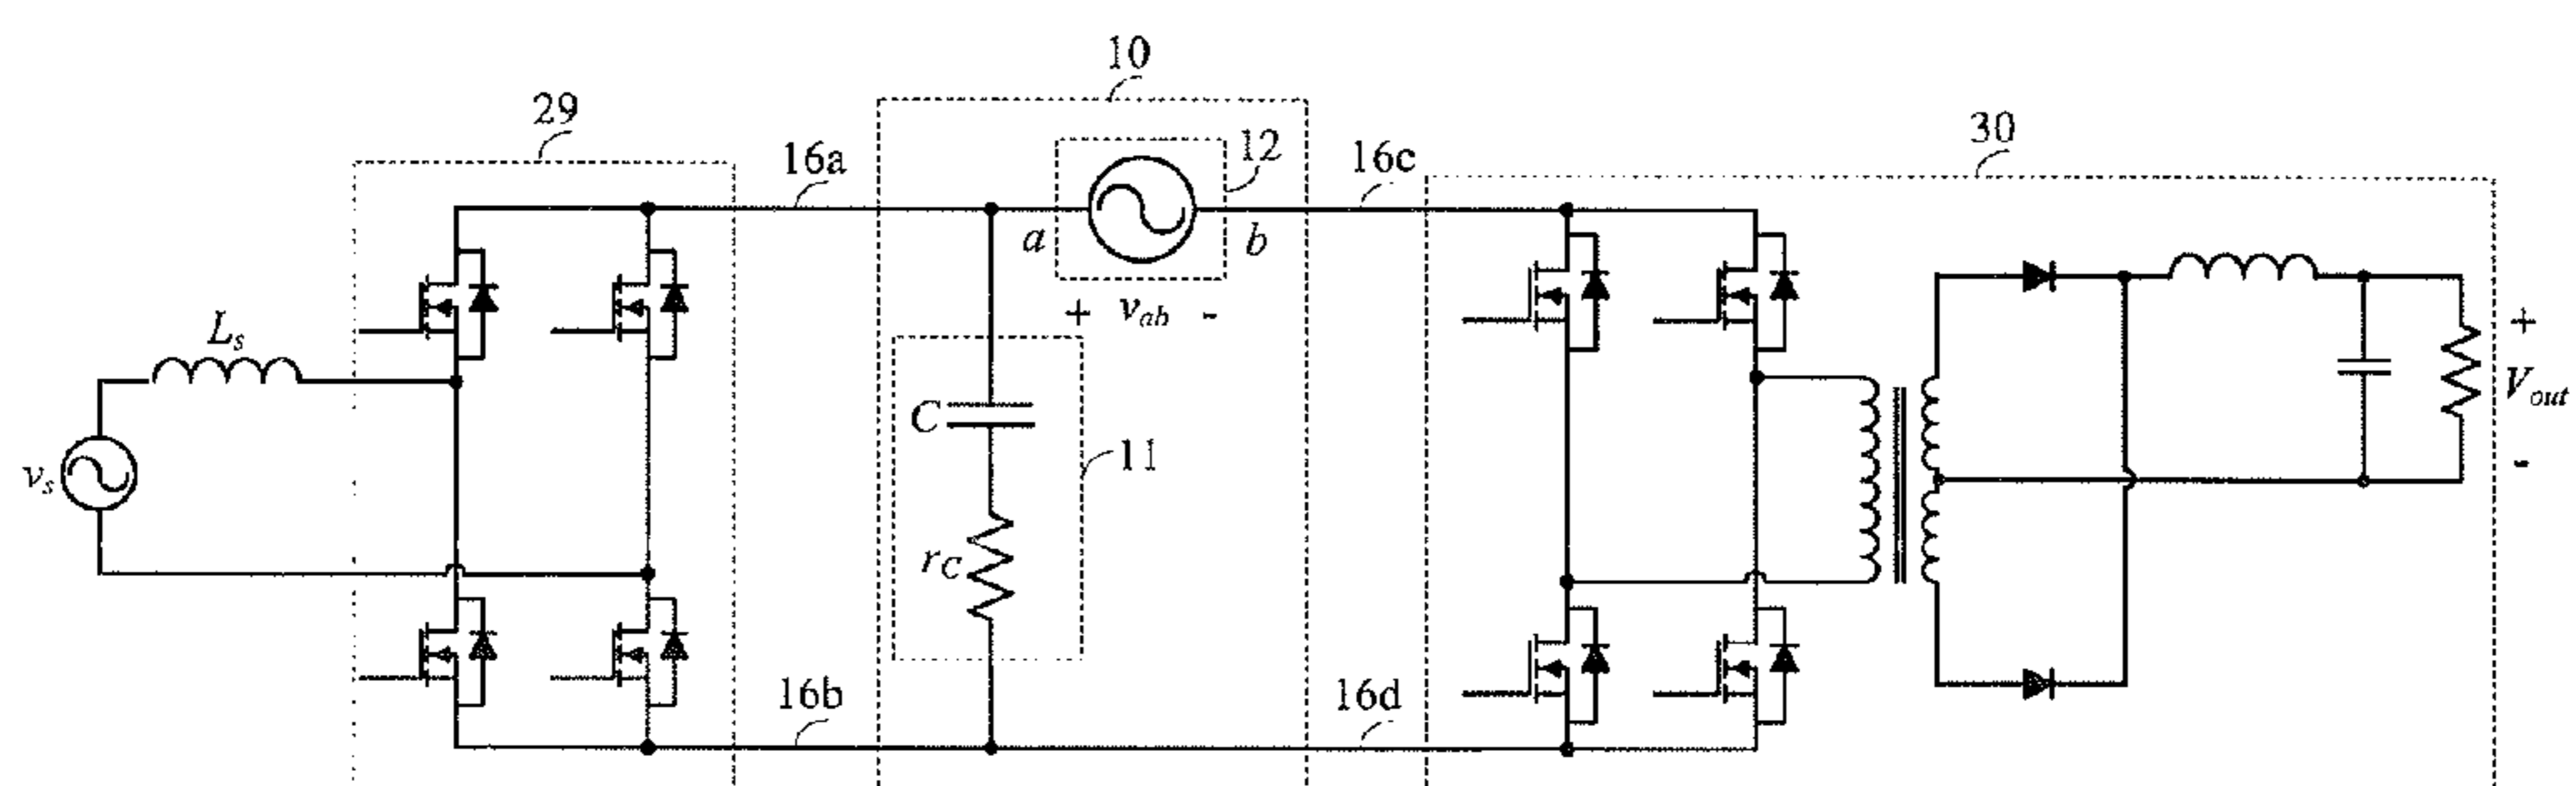 10
29
12
30
16a
16c
a
b
+ v_ab -
L_s
+
V_out
-
C
11
v_s
r_C
16b
16d